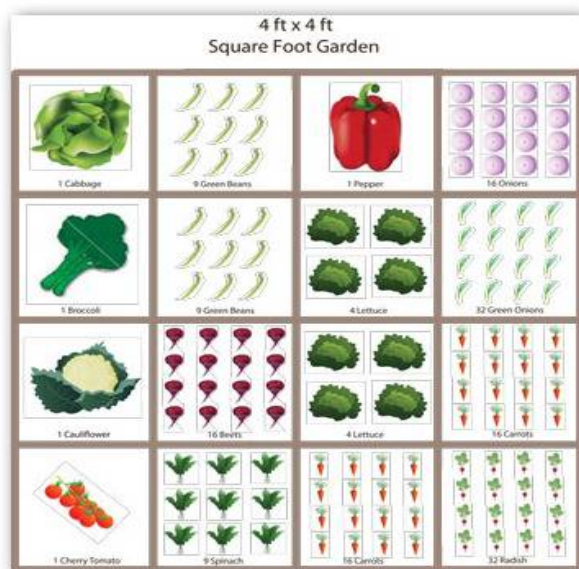 4 ft x 4 ft
Square Foot Garden
1 Cabbage
9 Green Beans
1 Pepper
16 Onions
1 Broccoli
9 Green Beans
4 Lettuce
32 Green Onions
1 Cauliflower
16 Beets
4 Lettuce
16 Carrots
1 Cherry Tomato
9 Spinach
16 Carrots
32 Radish